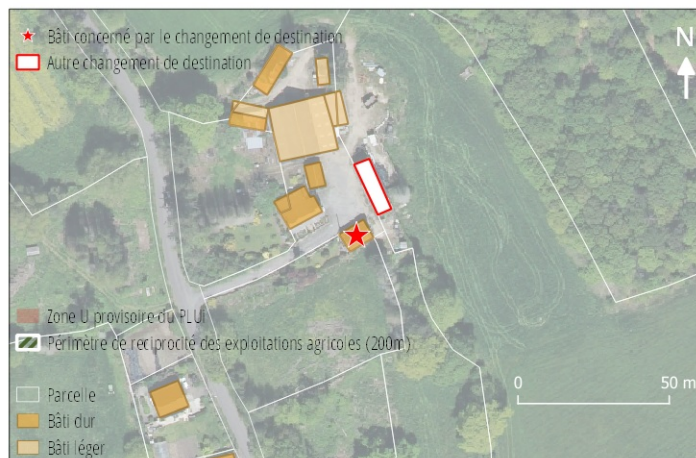 Bâti concerné par le changement de destination
Autre changement de destination
N
Zone U provisoire du PLUi
Périmètre de réciprocité des exploitations agricoles (200m)
0 50 m
Parcelle
Bâti dur
Bâti léger